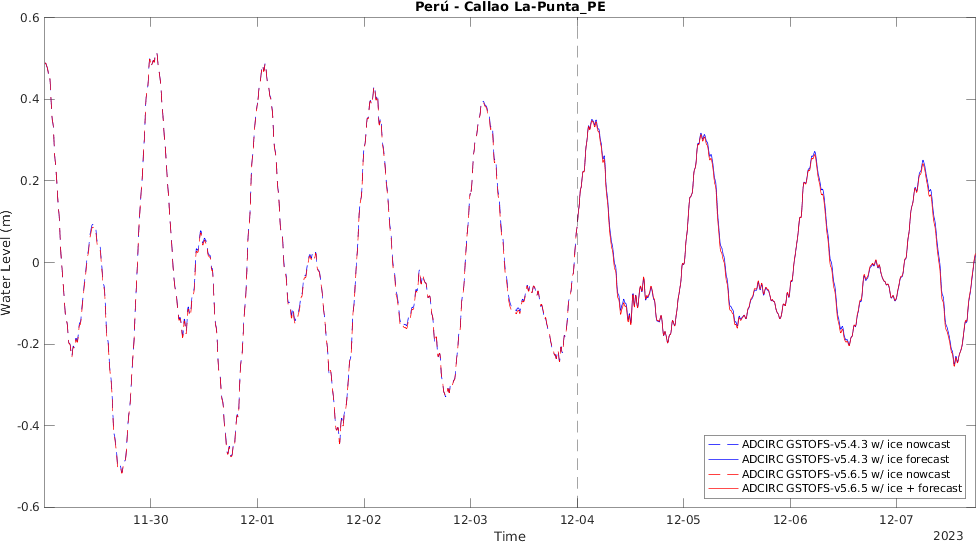 Perú - Callao La-Punta_PE
0.6
0.4
0.2
0
-0.2
-0.4
-0.6
Water Level (m)
ADCIRC GSTOFS-v5.4.3 w/ ice nowcast
ADCIRC GSTOFS-v5.4.3 w/ ice forecast
ADCIRC GSTOFS-v5.6.5 w/ ice nowcast
ADCIRC GSTOFS-v5.6.5 w/ ice + forecast
11-30 12-01 12-02 12-03 12-04 12-05 12-06 12-07
Time
2023